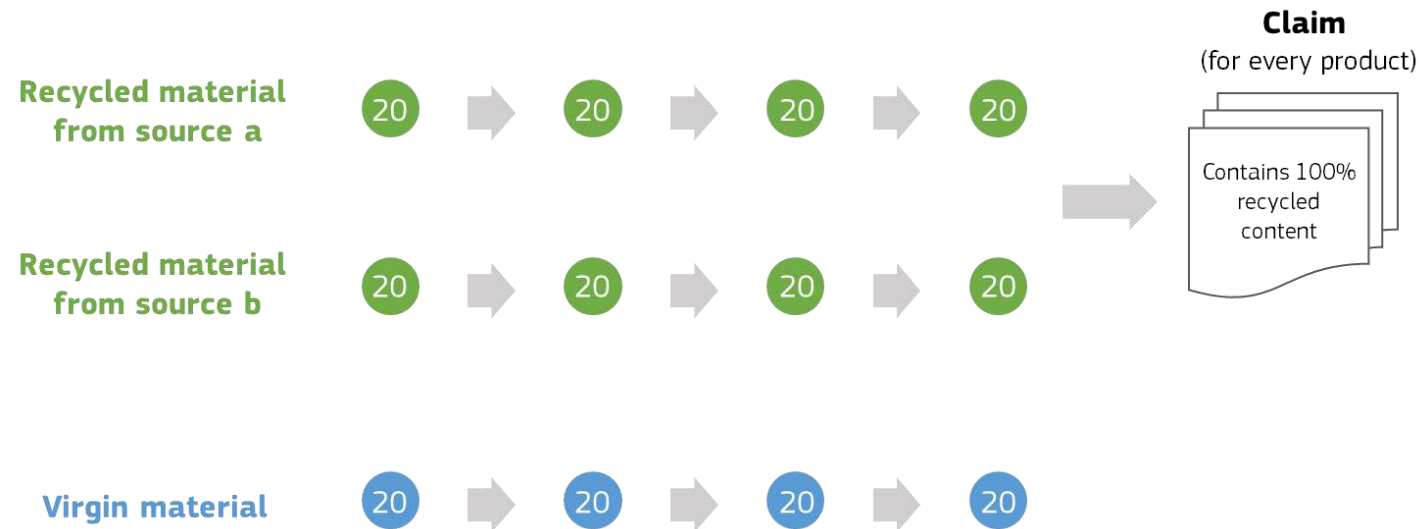 Claim
(for every product)
Recycled material
from source a
20 20 20 20
Contains 100%
recycled
content
Recycled material
from source b
20 20 20 20
Virgin material
20 20 20 20